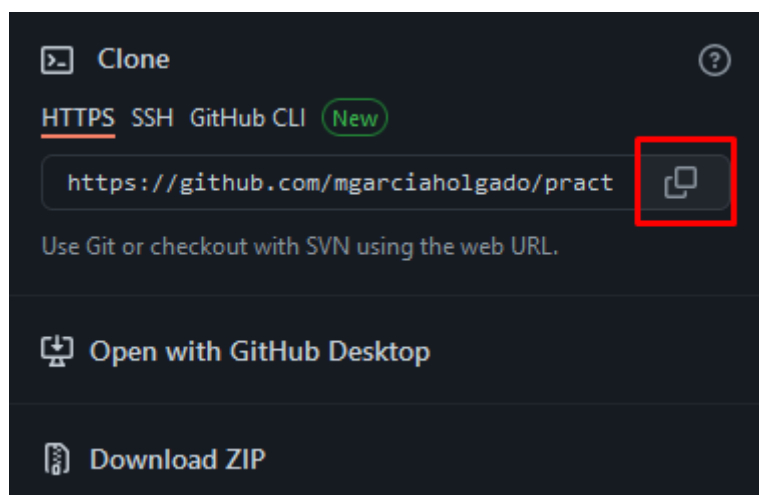 Clone
HTTPS SSH GitHub CLI New
https://github.com/mgarciaholgado/pract
Use Git or checkout with SVN using the web URL.
Open with GitHub Desktop
Download ZIP